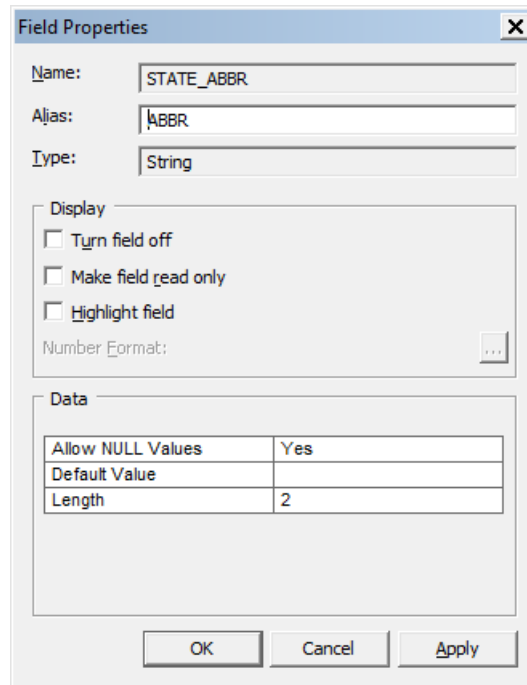 Field Properties
Name: STATE_ABBR
Alias: ABBR
Type: String
Display
Turn field off
Make field read only
Highlight field
Number Format: ...
Data
Allow NULL Values Yes
Default Value
Length 2
OK Cancel Apply